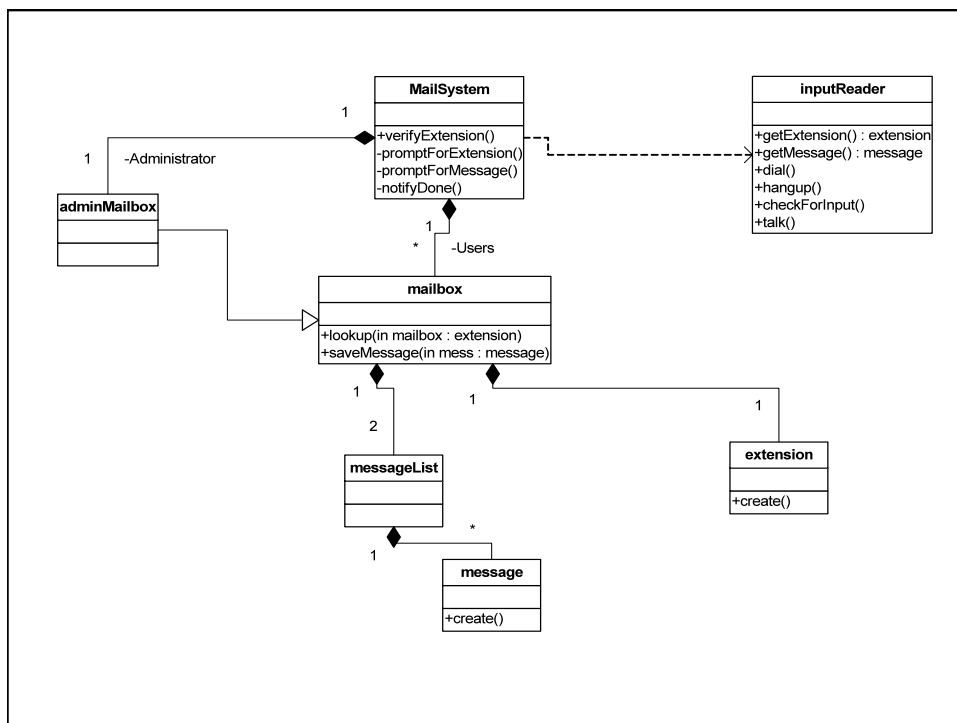 MailSystem
+verifyExtension()
-promptForExtension()
-promptForMessage()
-notifyDone()
inputReader
+getExtension() : extension
+getMessage() : message
+dial()
+hangup()
+checkForInput()
+talk()
1
1
-Administrator
adminMailbox
1
*
-Users
mailbox
+lookup(in mailbox : extension)
+saveMessage(in mess : message)
1
2
1
1
messageList
extension
+create()
1
*
message
+create()